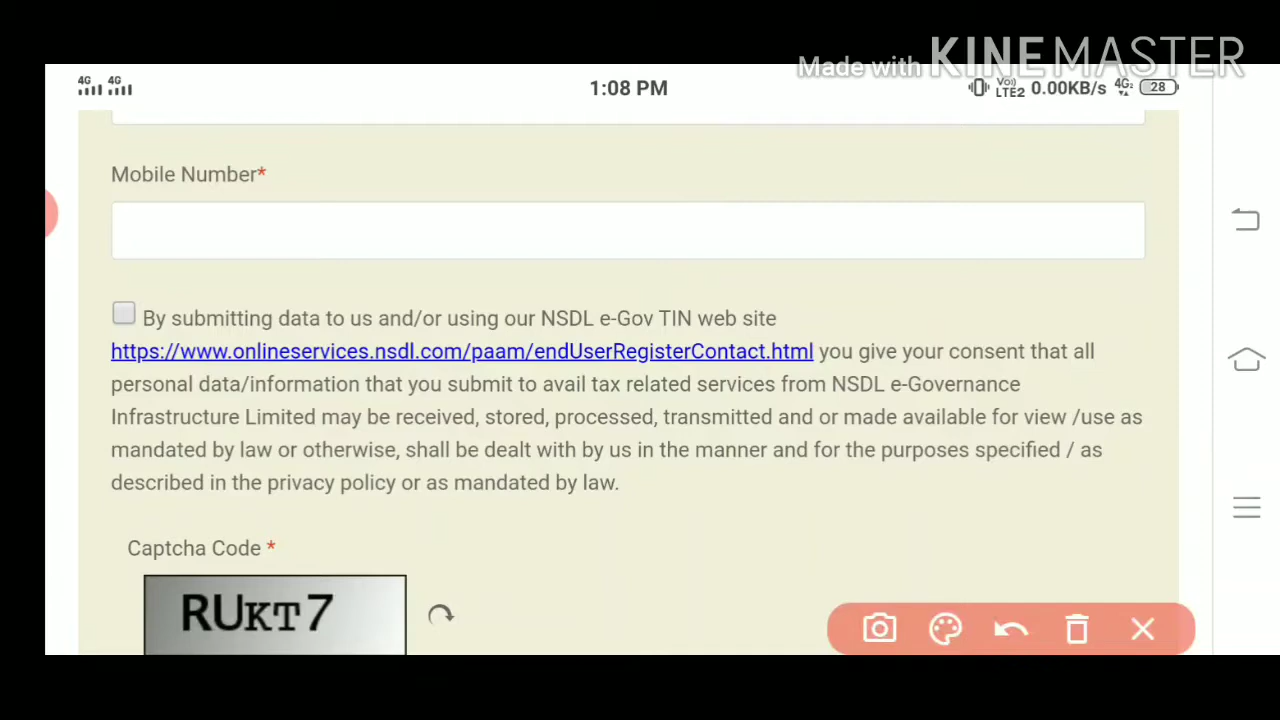 Made with KINEMASTER
4G 4G 1:08 PM Vo)) LTE2 0.00KB/s 4G2 28
Mobile Number*
By submitting data to us and/or using our NSDL e-Gov TIN web site
https://www.onlineservices.nsdl.com/paam/endUserRegisterContact.html you give your consent that all
personal data/information that you submit to avail tax related services from NSDL e-Governance
Infrastructure Limited may be received, stored, processed, transmitted and or made available for view /use as
mandated by law or otherwise, shall be dealt with by us in the manner and for the purposes specified / as
described in the privacy policy or as mandated by law.
Captcha Code *
RUKT7